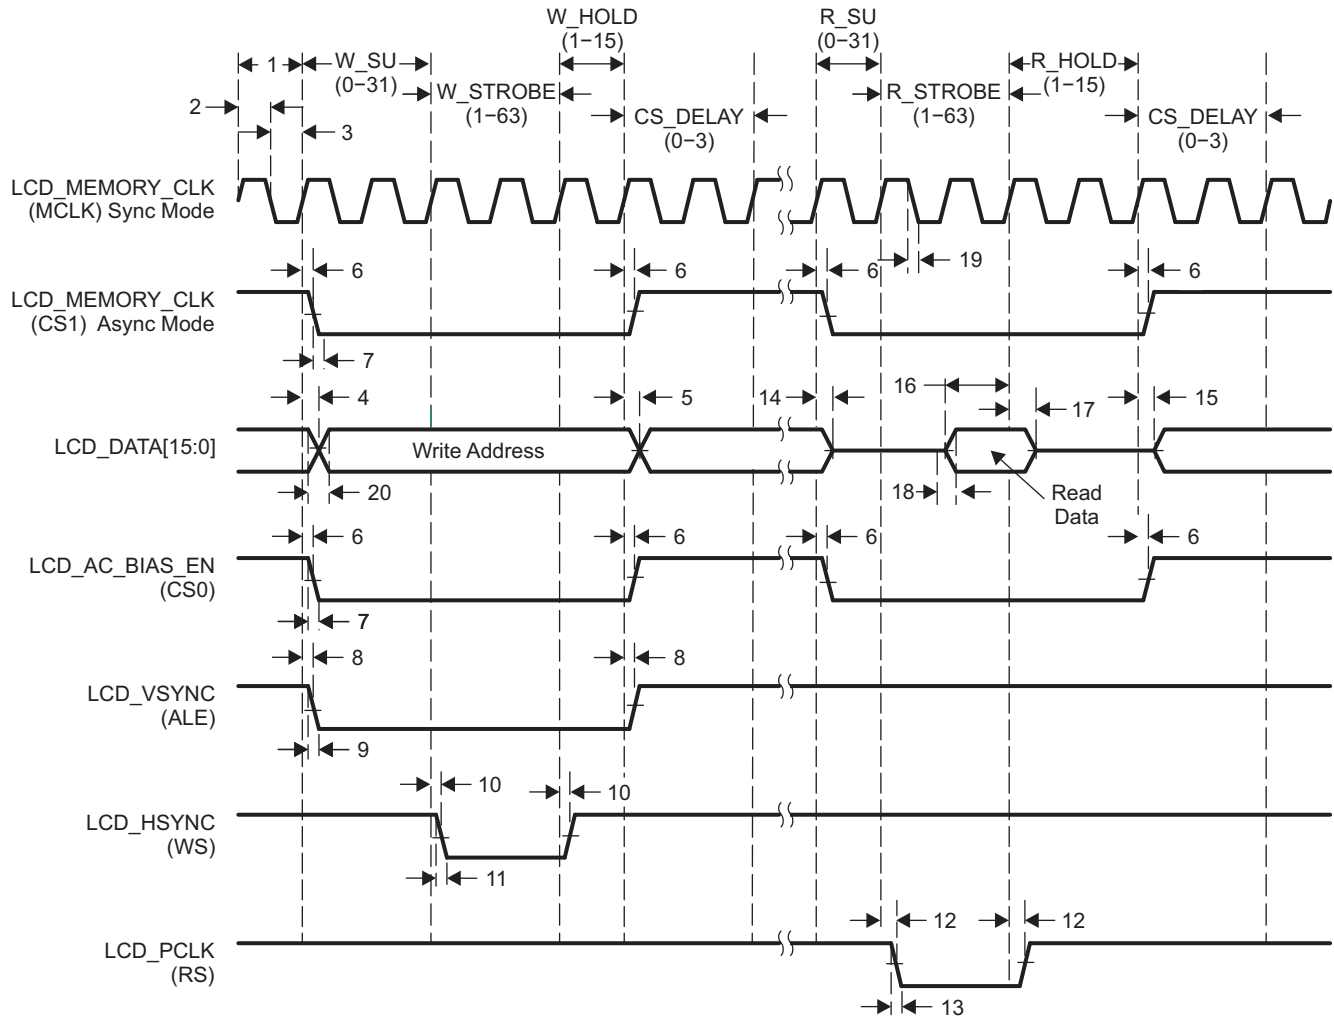 W_HOLD
(1−15)
R_SU
(0−31)
1
W_SU
(0−31)
R_HOLD
(1−15)
2
W_STROBE
(1−63)
R_STROBE
(1−63)
3
CS_DELAY
(0−3)
CS_DELAY
(0−3)
LCD_MEMORY_CLK
(MCLK) Sync Mode
19
6
6
6
6
LCD_MEMORY_CLK
(CS1) Async Mode
7
16
4
5
14
17
15
LCD_DATA[15:0]
Write Address
20
18
Read
Data
6
6
6
6
LCD_AC_BIAS_EN
(CS0)
7
8
8
LCD_VSYNC
(ALE)
9
10
10
LCD_HSYNC
(WS)
11
12
12
LCD_PCLK
(RS)
13